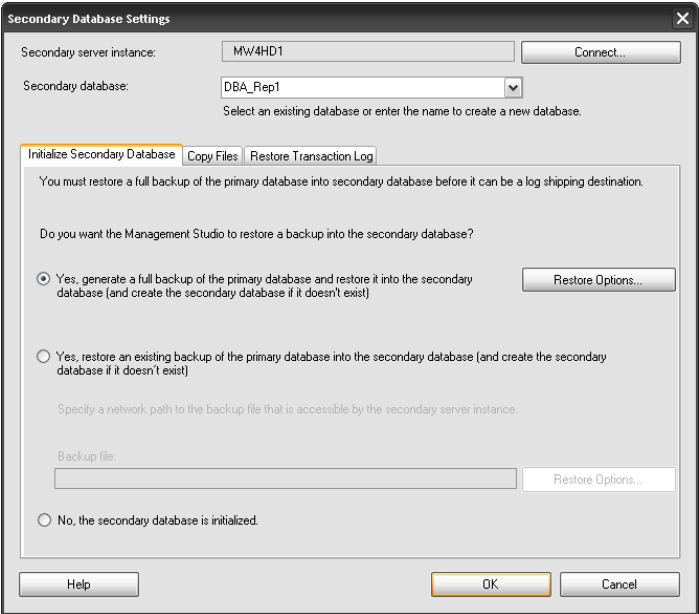 Secondary Database Settings
Secondary server instance:
MW4HD1
Connect...
Secondary database:
DBA_Rep1
Select an existing database or enter the name to create a new database.
Initialize Secondary Database
Copy Files
Restore Transaction Log
You must restore a full backup of the primary database into secondary database before it can be a log shipping destination.
Do you want the Management Studio to restore a backup into the secondary database?
Yes, generate a full backup of the primary database and restore it into the secondary
database (and create the secondary database if it doesn't exist)
Restore Options...
Yes, restore an existing backup of the primary database into the secondary database (and create the secondary
database if it doesn't exist)
Specify a network path to the backup file that is accessible by the secondary server instance.
Backup file:
Restore Options...
No, the secondary database is initialized.
Help
OK
Cancel